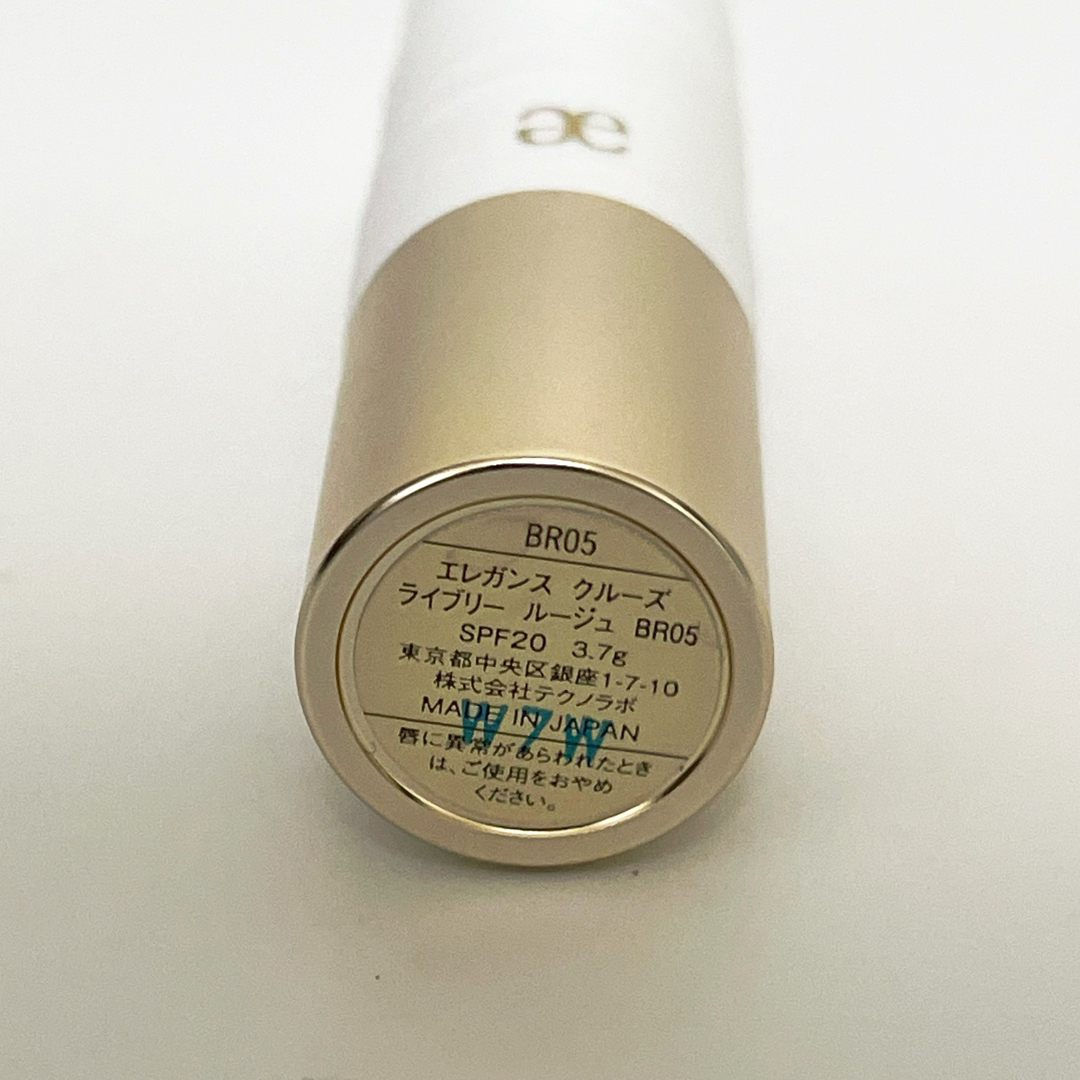 əe
BR05
エレガンス クルーズ
ライブリー ルージュ BR05
SPF20 3.7g
東京都中央区銀座1-7-10
株式会社テクノラボ
MADE IN JAPAN
W7W
唇に異常があらわれたとき
は、ご使用をおやめ
ください。